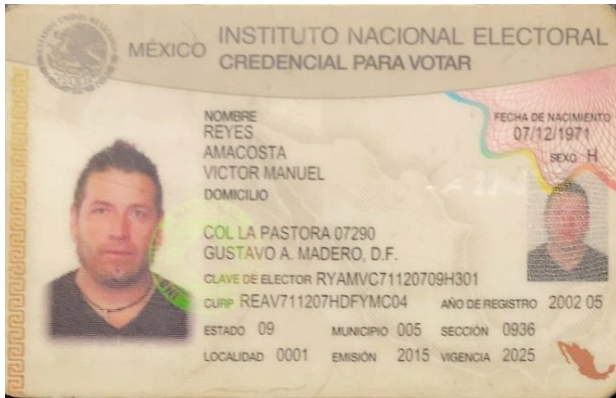 MÉXICO INSTITUTO NACIONAL ELECTORAL
CREDENCIAL PARA VOTAR
NOMBRE
REYES
AMACOSTA
VICTOR MANUEL
FECHA DE NACIMIENTO
07/12/1971
SEXO H
DOMICILIO
COL LA PASTORA 07290
GUSTAVO A. MADERO, D.F.
CLAVE DE ELECTOR RYAMVC71120709H301
CURP REAV711207HDFYMC04 AÑO DE REGISTRO 2002 05
ESTADO 09 MUNICIPIO 005 SECCIÓN 0936
LOCALIDAD 0001 EMISIÓN 2015 VIGENCIA 2025